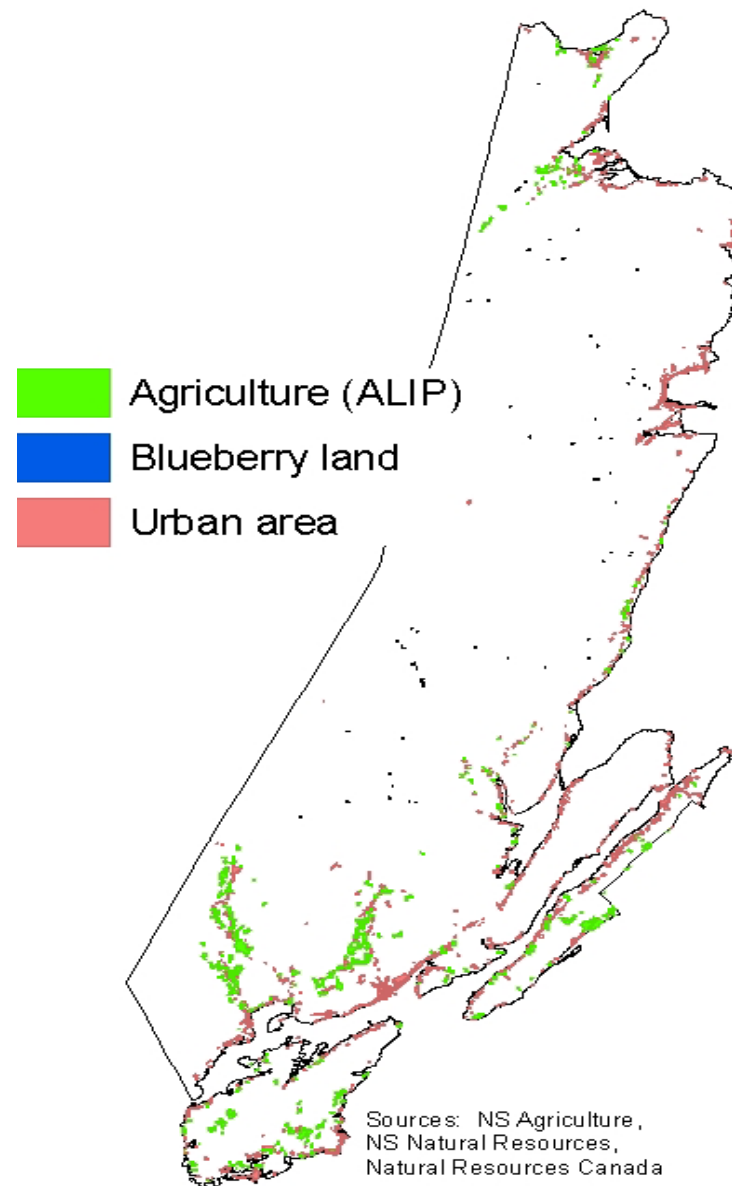 Agriculture (ALIP)
Blueberry land
Urban area
Sources: NS Agriculture,
NS Natural Resources,
Natural Resources Canada